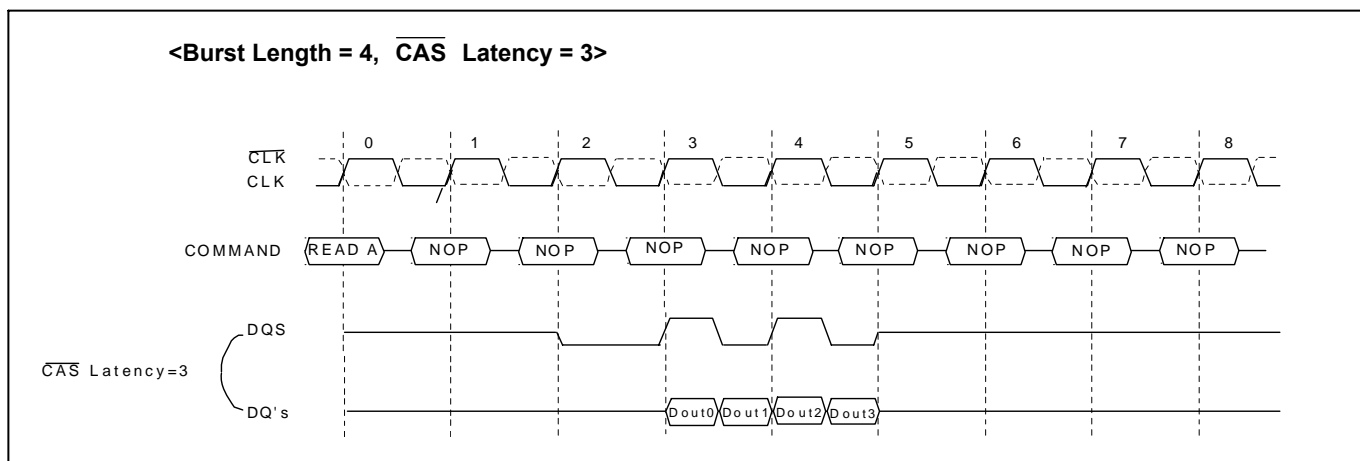 <Burst Length = 4, CAS Latency = 3>
0 1 2 3 4 5 6 7 8
CLK
CLK
COMMAND READ A NOP NOP NOP NOP NOP NOP NOP NOP
DQS
CAS Latency=3
DQ's Dout0 Dout1 Dout2 Dout3